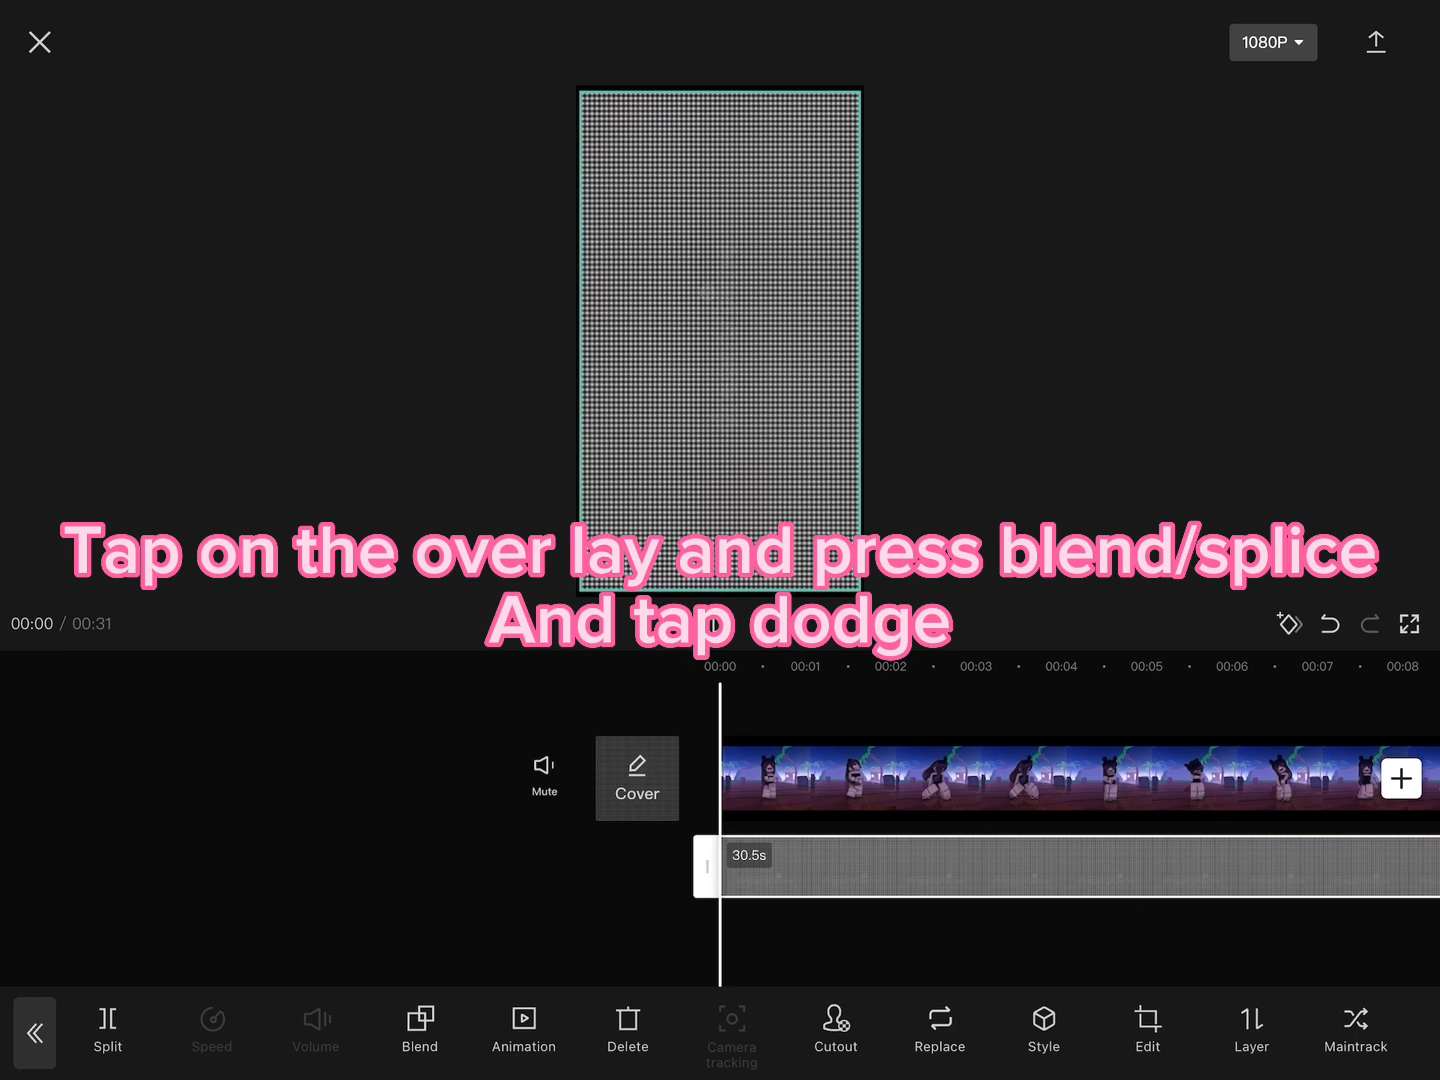 1080P
Tap on the over lay and press blend/splice
And tap dodge
00:00 / 00:31
00:00 00:01 00:02 00:03 00:04 00:05 00:06 00:07 00:08
Mute
Cover
30.5s
Split
Speed
Volume
Blend
Animation
Delete
Camera
tracking
Cutout
Replace
Style
Edit
Layer
Maintrack